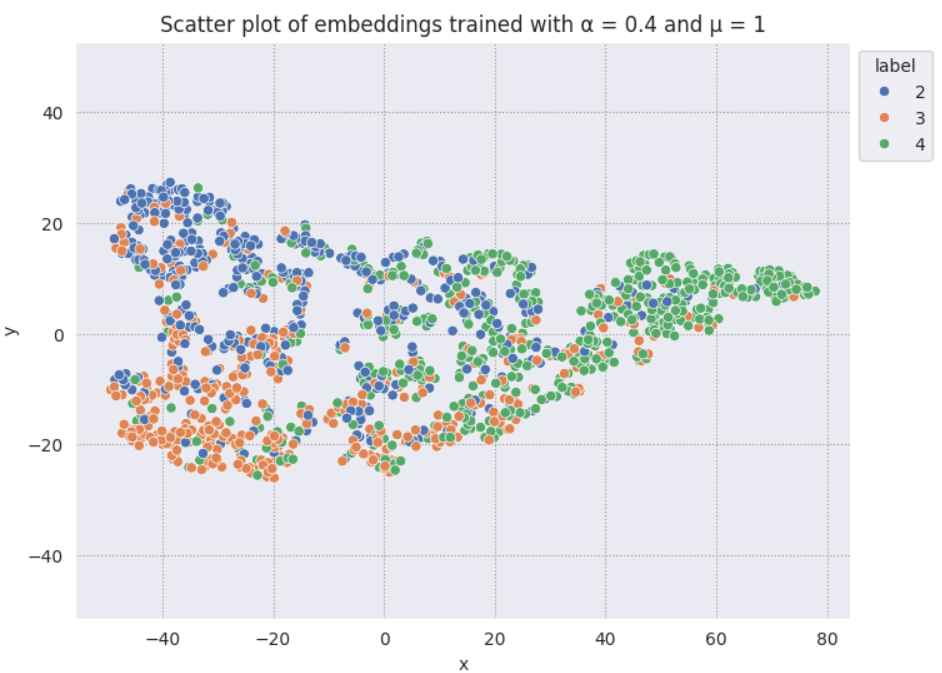 Scatter plot of embeddings trained with α = 0.4 and μ = 1
label
2
3
4
40
20
0
−20
−40
y
−40 −20 0 20 40 60 80
x